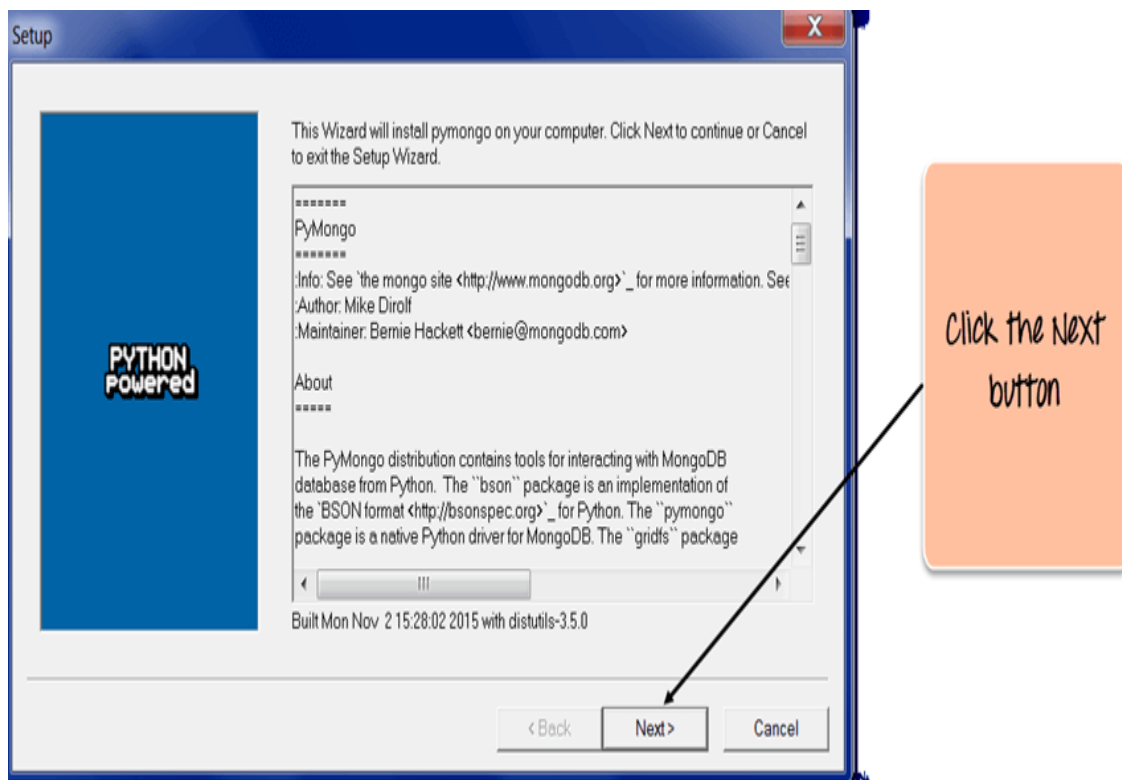 Setup
X
This Wizard will install pymongo on your computer. Click Next to continue or Cancel
to exit the Setup Wizard.
=======
PyMongo
=======
:Info: See `the mongo site <http://www.mongodb.org>`_ for more information. See
:Author: Mike Dirolf
:Maintainer: Bernie Hackett <bernie@mongodb.com>
About
=====
The PyMongo distribution contains tools for interacting with MongoDB
database from Python. The ``bson`` package is an implementation of
the `BSON format <http://bsonspec.org>`_ for Python. The ``pymongo``
package is a native Python driver for MongoDB. The ``gridfs`` package
Built Mon Nov 2 15:28:02 2015 with distutils-3.5.0
PYTHON
Powered
< Back
Next >
Cancel
Click the Next
button